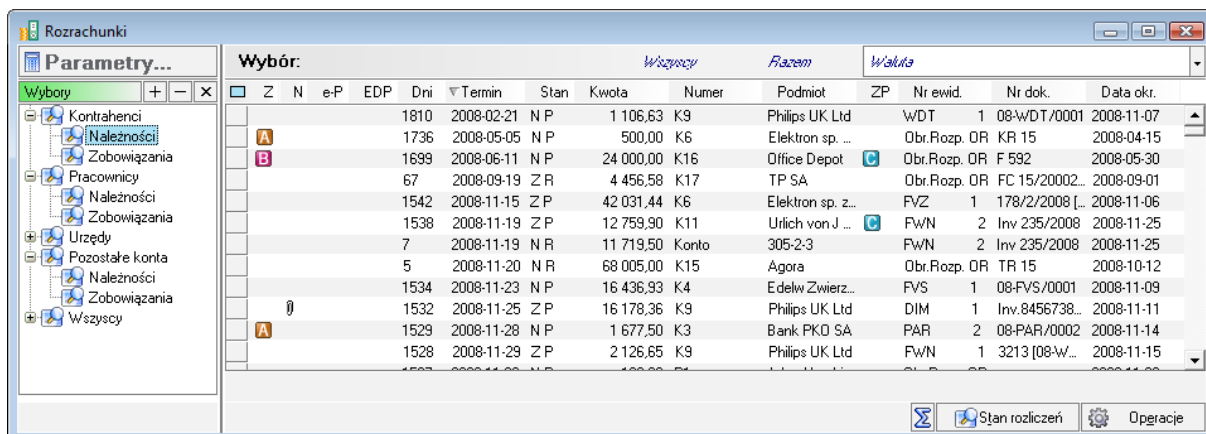 Rozrachunki
Parametry...
Wybór: Wszyscy Razem Waluta
Wybory
Kontrahenci
Należności
Zobowiązania
Pracownicy
Należności
Zobowiązania
Urzędy
Pozostałe konta
Należności
Zobowiązania
Wszyscy
Z N e-P EDP Dni Termin Stan Kwota Numer Podmiot ZP Nr ewid. Nr dok. Data okr.
1810 2008-02-21 N P 1 106,63 K9 Philips UK Ltd WDT 1 08-WDT/0001 2008-11-07
A 1736 2008-05-05 N P 500,00 K6 Elektron sp. ... Obr.Rozp. OR KR 15 2008-04-15
B 1699 2008-06-11 N P 24 000,00 K16 Office Depot C Obr.Rozp. OR F 592 2008-05-30
67 2008-09-19 Z R 4 456,58 K17 TP SA Obr.Rozp. OR FC 15/20002... 2008-09-01
1542 2008-11-15 Z P 42 031,44 K6 Elektron sp. z... FVZ 1 178/2/2008 [... 2008-11-06
1538 2008-11-19 Z P 12 759,90 K11 Urlich von J ... C FWN 2 Inv 235/2008 2008-11-25
7 2008-11-19 N R 11 719,50 Konto 305-2-3 FWN 2 Inv 235/2008 2008-11-25
5 2008-11-20 N R 68 005,00 K15 Agora Obr.Rozp. OR TR 15 2008-10-12
1534 2008-11-23 N P 16 436,93 K4 Edelw Zwierz... FVS 1 08-FVS/0001 2008-11-09
1532 2008-11-25 Z P 16 178,36 K9 Philips UK Ltd DIM 1 Inv.8456738... 2008-11-11
A 1529 2008-11-28 N P 1 677,50 K3 Bank PKO SA PAR 2 08-PAR/0002 2008-11-14
1528 2008-11-29 Z P 2 126,65 K9 Philips UK Ltd FWN 1 3213 [08-W... 2008-11-15
Stan rozliczeń Operacje